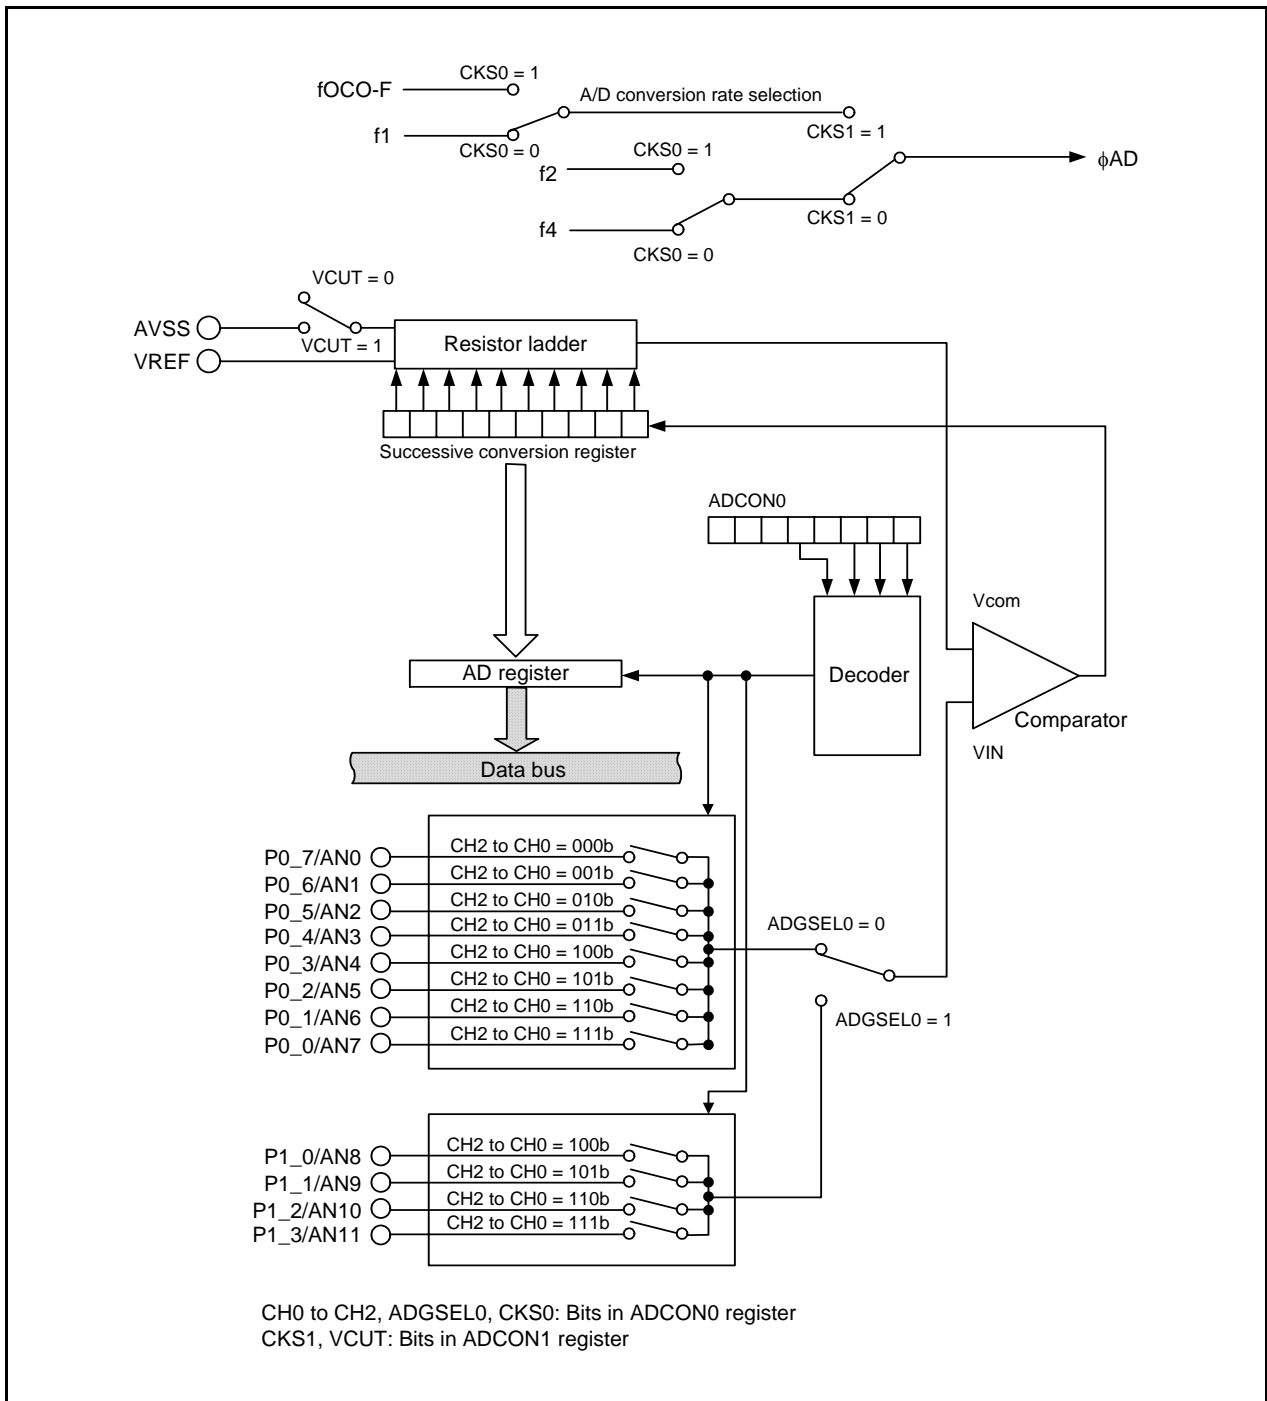 CKS0 = 1
fOCO-F
A/D conversion rate selection
f1
CKS0 = 0
CKS1 = 1
CKS0 = 1
f2
φAD
CKS1 = 0
f4
CKS0 = 0
VCUT = 0
AVSS
VCUT = 1
VREF
Resistor ladder
Successive conversion register
ADCON0
Vcom
Decoder
AD register
Comparator
VIN
Data bus
P0_7/AN0 CH2 to CH0 = 000b
P0_6/AN1 CH2 to CH0 = 001b
P0_5/AN2 CH2 to CH0 = 010b
P0_4/AN3 CH2 to CH0 = 011b
P0_3/AN4 CH2 to CH0 = 100b
P0_2/AN5 CH2 to CH0 = 101b
P0_1/AN6 CH2 to CH0 = 110b
P0_0/AN7 CH2 to CH0 = 111b
ADGSEL0 = 0
ADGSEL0 = 1
P1_0/AN8 CH2 to CH0 = 100b
P1_1/AN9 CH2 to CH0 = 101b
P1_2/AN10 CH2 to CH0 = 110b
P1_3/AN11 CH2 to CH0 = 111b
CH0 to CH2, ADGSEL0, CKS0: Bits in ADCON0 register
CKS1, VCUT: Bits in ADCON1 register